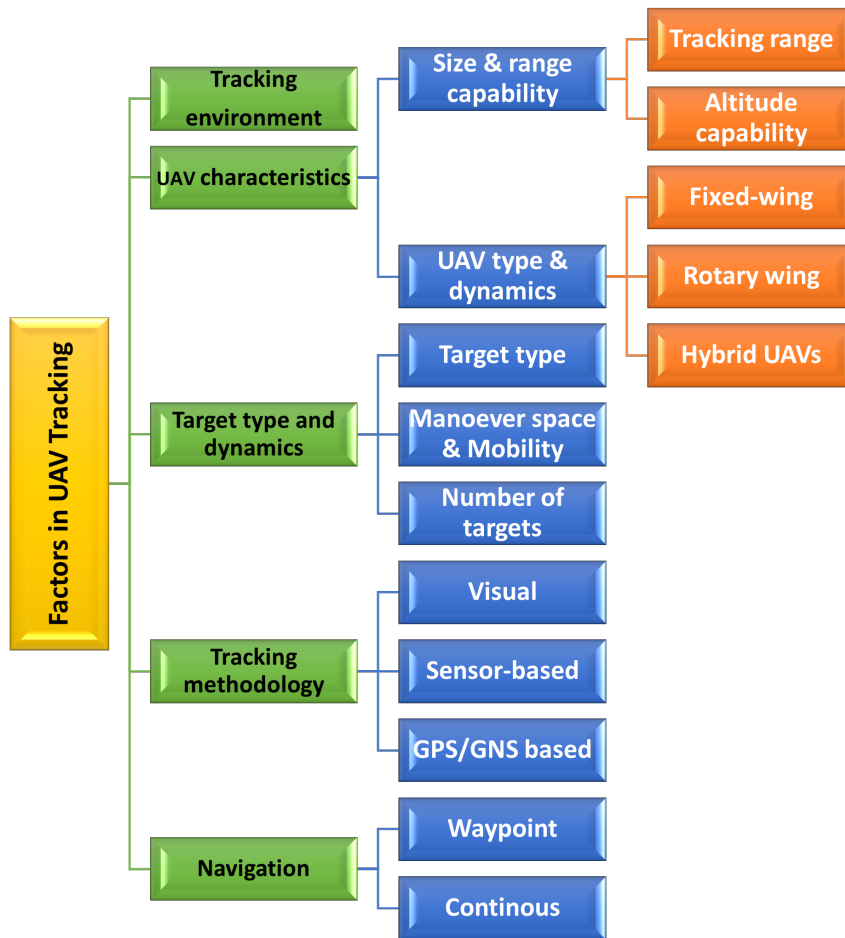 Factors in UAV Tracking
Tracking
environment
UAV characteristics
Size & range
capability
Tracking range
Altitude
capability
UAV type &
dynamics
Fixed-wing
Rotary wing
Hybrid UAVs
Target type and
dynamics
Target type
Manoever space
& Mobility
Number of
targets
Tracking
methodology
Visual
Sensor-based
GPS/GNS based
Navigation
Waypoint
Continous